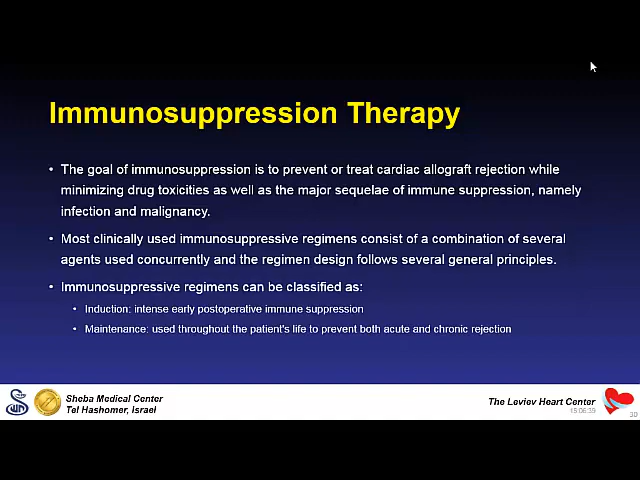 Immunosuppression Therapy
• The goal of immunosuppression is to prevent or treat cardiac allograft rejection while
minimizing drug toxicities as well as the major sequelae of immune suppression, namely
infection and malignancy.
• Most clinically used immunosuppressive regimens consist of a combination of several
agents used concurrently and the regimen design follows several general principles.
• Immunosuppressive regimens can be classified as:
• Induction: intense early postoperative immune suppression
• Maintenance: used throughout the patient's life to prevent both acute and chronic rejection
Sheba Medical Center
Tel Hashomer, Israel
The Leviev Heart Center
15:06:39
30